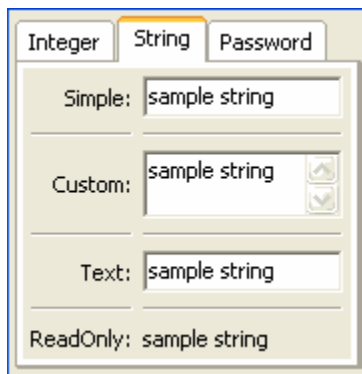 Integer String Password
Simple: sample string
Custom: sample string
Text: sample string
ReadOnly: sample string